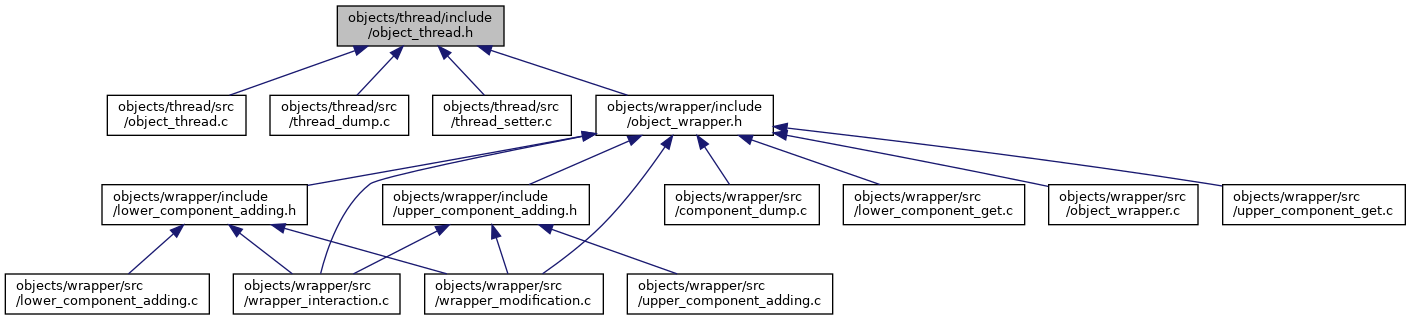 objects/thread/include
/object_thread.h
objects/thread/src
/object_thread.c
objects/thread/src
/thread_dump.c
objects/thread/src
/thread_setter.c
objects/wrapper/include
/object_wrapper.h
objects/wrapper/include
/lower_component_adding.h
objects/wrapper/include
/upper_component_adding.h
objects/wrapper/src
/component_dump.c
objects/wrapper/src
/lower_component_get.c
objects/wrapper/src
/object_wrapper.c
objects/wrapper/src
/upper_component_get.c
objects/wrapper/src
/lower_component_adding.c
objects/wrapper/src
/wrapper_interaction.c
objects/wrapper/src
/wrapper_modification.c
objects/wrapper/src
/upper_component_adding.c